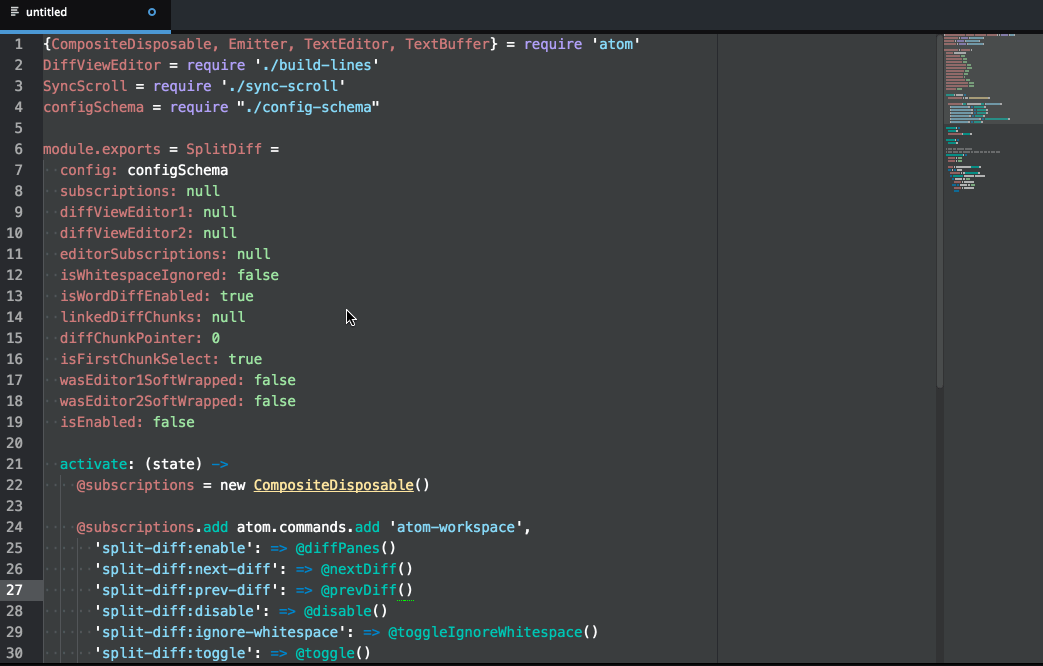 untitled
1 {CompositeDisposable, Emitter, TextEditor, TextBuffer} = require 'atom'
2 DiffViewEditor = require './build-lines'
3 SyncScroll = require './sync-scroll'
4 configSchema = require "./config-schema"
5
6 module.exports = SplitDiff =
7 config: configSchema
8 subscriptions: null
9 diffViewEditor1: null
10 diffViewEditor2: null
11 editorSubscriptions: null
12 isWhitespaceIgnored: false
13 isWordDiffEnabled: true
14 linkedDiffChunks: null
15 diffChunkPointer: 0
16 isFirstChunkSelect: true
17 wasEditor1SoftWrapped: false
18 wasEditor2SoftWrapped: false
19 isEnabled: false
20
21 activate: (state) ->
22 @subscriptions = new CompositeDisposable()
23
24 @subscriptions.add atom.commands.add 'atom-workspace',
25 'split-diff:enable': => @diffPanes()
26 'split-diff:next-diff': => @nextDiff()
27 'split-diff:prev-diff': => @prevDiff()
28 'split-diff:disable': => @disable()
29 'split-diff:ignore-whitespace': => @toggleIgnoreWhitespace()
30 'split-diff:toggle': => @toggle()